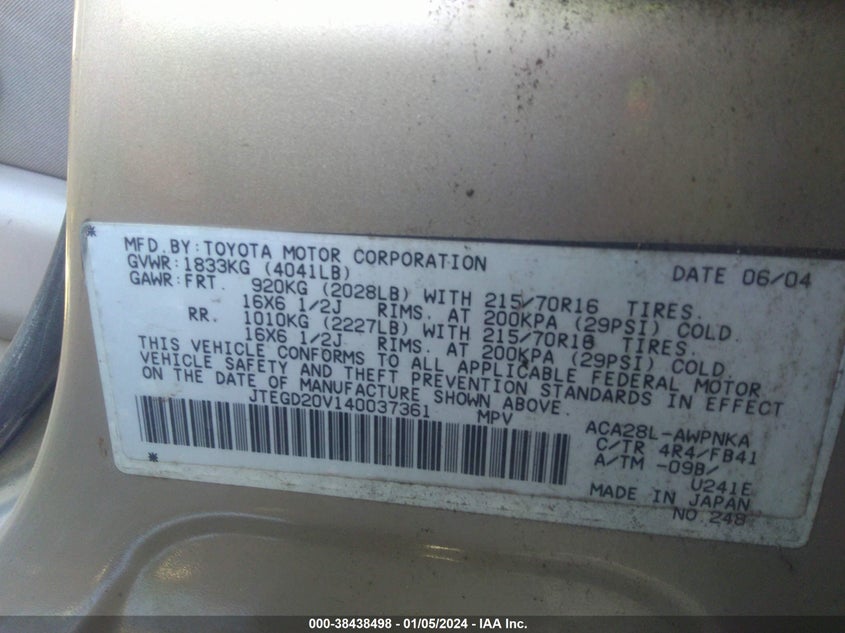 MFD.BY:TOYOTA MOTOR CORPORATION DATE 06/04
GVWR:1833KG (4041LB)
GAWR:FRT. 920KG (2028LB) WITH 215/70R16 TIRES.
16X6 1/2J RIMS. AT 200KPA (29PSI) COLD
RR. 1010KG (2227LB) WITH 215/70R16 TIRES.
16X6 1/2J RIMS. AT 200KPA (29PSI) COLD
THIS VEHICLE CONFORMS TO ALL APPLICABLE FEDERAL MOTOR
VEHICLE SAFETY AND THEFT PREVENTION STANDARDS IN EFFECT
ON THE DATE OF MANUFACTURE SHOWN ABOVE.
JTEGD20V140037361 MPV
ACA28L-AWPNKA
C/TR 4R4/FB41
A/TM -09B/
U241E
MADE IN JAPAN
NO.248
000-38438498 - 01/05/2024 - IAA Inc.